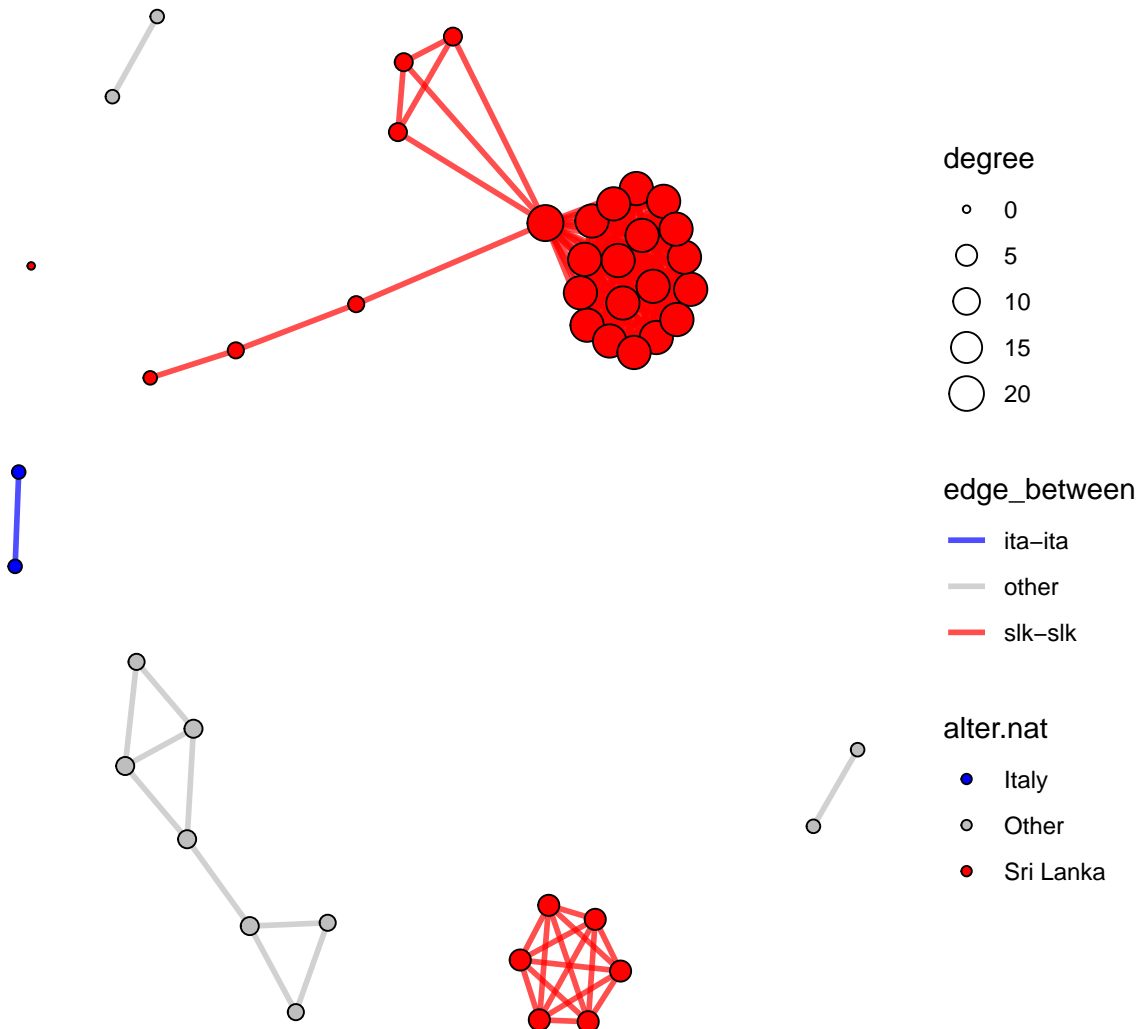 degree
0
5
10
15
20
edge_between
ita−ita
other
slk−slk
alter.nat
Italy
Other
Sri Lanka